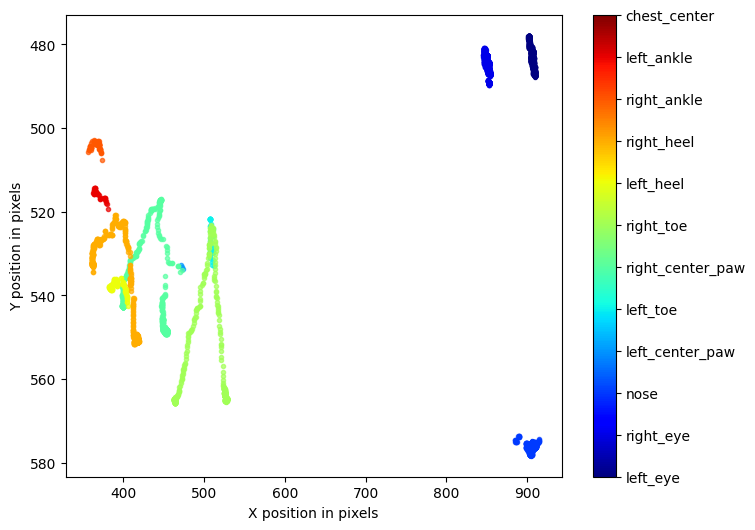 480
500
520
540
560
580
Y position in pixels
400
500
600
700
800
900
X position in pixels
chest_center
left_ankle
right_ankle
right_heel
left_heel
right_toe
right_center_paw
left_toe
left_center_paw
nose
right_eye
left_eye